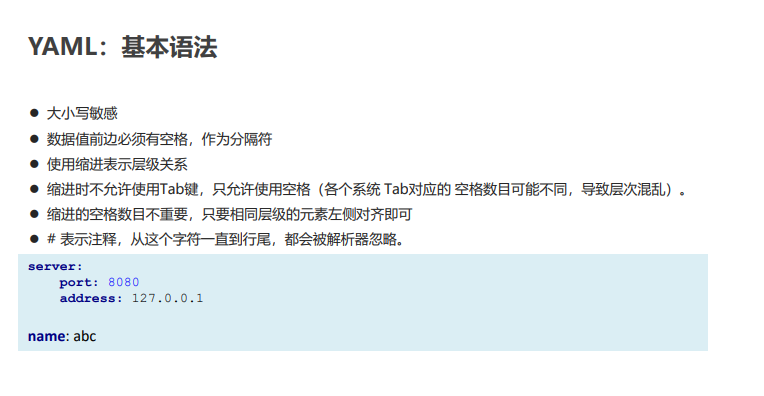 YAML：基本语法
● 大小写敏感
● 数据值前边必须有空格，作为分隔符
● 使用缩进表示层级关系
● 缩进时不允许使用Tab键，只允许使用空格（各个系统 Tab对应的 空格数目可能不同，导致层次混乱）。
● 缩进的空格数目不重要，只要相同层级的元素左侧对齐即可
● # 表示注释，从这个字符一直到行尾，都会被解析器忽略。
server:
    port: 8080
    address: 127.0.0.1
name: abc